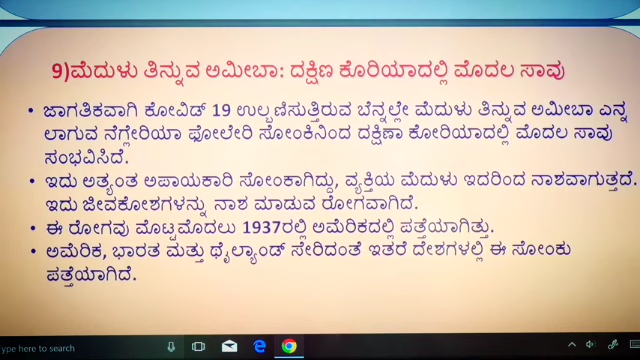 9)ಮೆದುಳು ತಿನ್ನುವ ಅಮೀಬಾ: ದಕ್ಷಿಣ ಕೊರಿಯಾದಲ್ಲಿ ಮೊದಲ ಸಾವು
• ಜಾಗತಿಕವಾಗಿ ಕೋವಿಡ್ 19 ಉಲ್ಬಣಿಸುತ್ತಿರುವ ಬೆನ್ನಲ್ಲೇ ಮೆದುಳು ತಿನ್ನುವ ಅಮೀಬಾ ಎನ್ನ
ಲಾಗುವ ನೆಗ್ಲೇರಿಯಾ ಫೋಲೇರಿ ಸೋಂಕಿನಿಂದ ದಕ್ಷಿಣಾ ಕೋರಿಯಾದಲ್ಲಿ ಮೊದಲ ಸಾವು
ಸಂಭವಿಸಿದೆ.
• ಇದು ಅತ್ಯಂತ ಅಪಾಯಕಾರಿ ಸೋಂಕಾಗಿದ್ದು, ವ್ಯಕ್ತಿಯ ಮೆದುಳು ಇದರಿಂದ ನಾಶವಾಗುತ್ತದೆ.
ಇದು ಜೀವಕೋಶಗಳನ್ನು ನಾಶ ಮಾಡುವ ರೋಗವಾಗಿದೆ.
• ಈ ರೋಗವು ಮೊಟ್ಟಮೊದಲು 1937ರಲ್ಲಿ ಅಮೆರಿಕದಲ್ಲಿ ಪತ್ತೆಯಾಗಿತ್ತು.
• ಅಮೆರಿಕ, ಭಾರತ ಮತ್ತು ಥೈಲ್ಯಾಂಡ್ ಸೇರಿದಂತೆ ಇತರೆ ದೇಶಗಳಲ್ಲಿ ಈ ಸೋಂಕು
ಪತ್ತೆಯಾಗಿದೆ.
ype here to search